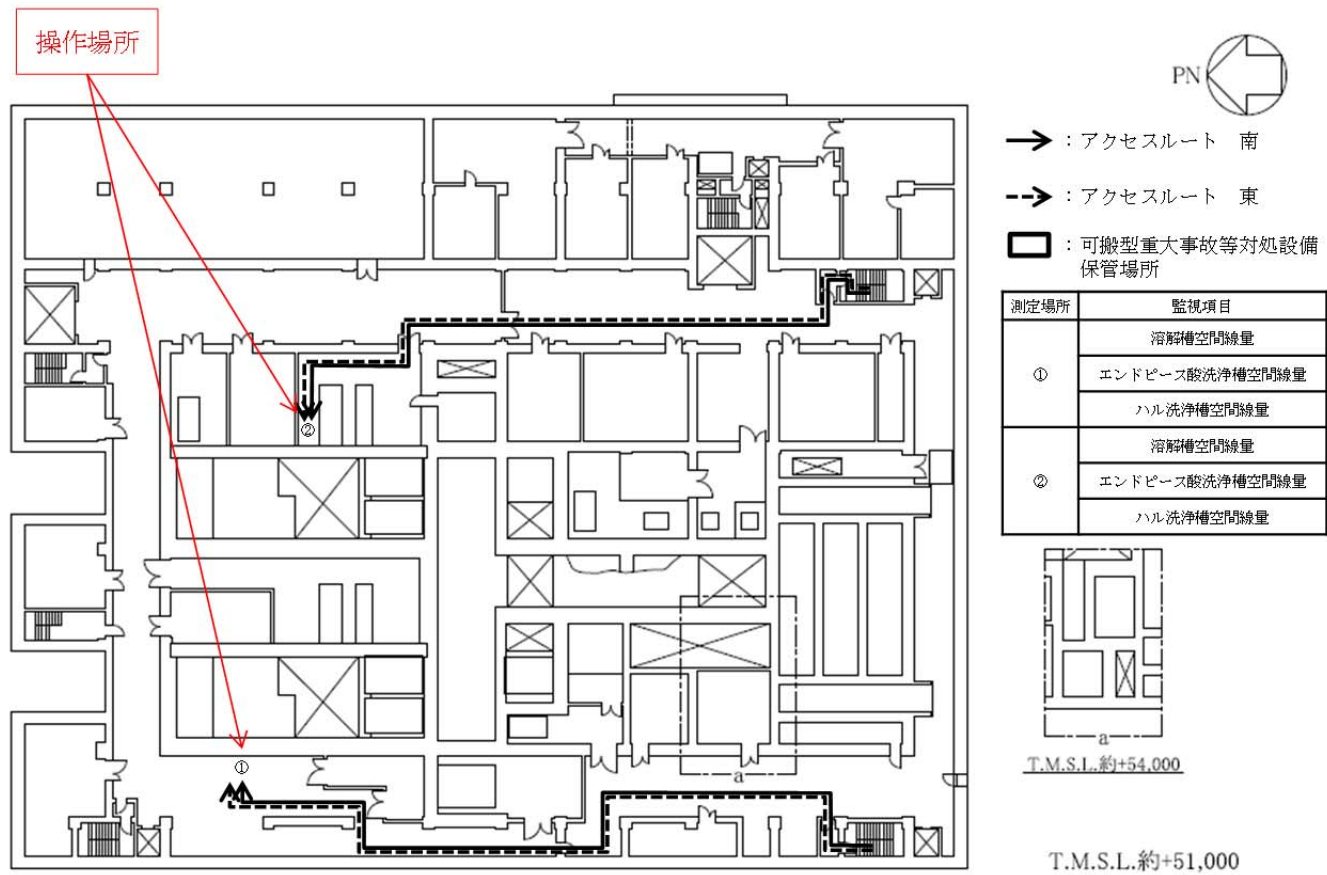 操作場所
PN
：アクセスルート　南
：アクセスルート　東
：可搬型重大事故等対処設備
保管場所
測定場所 監視項目
① 溶解槽空間線量
エンドピース酸洗浄槽空間線量
ハル洗浄槽空間線量
② 溶解槽空間線量
エンドピース酸洗浄槽空間線量
ハル洗浄槽空間線量
②
①
a
a
T.M.S.L.約+54,000
T.M.S.L.約+51,000